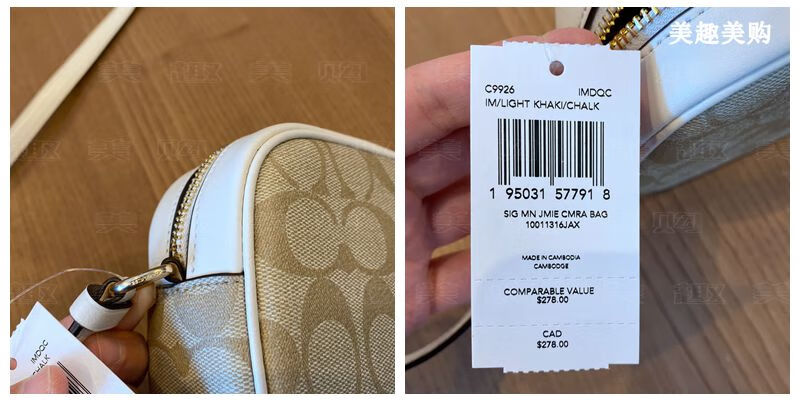 IMDQC
CHALK
美趣美购
C9926 IMDQC
IM/LIGHT KHAKI/CHALK
1 95031 57791 8
SIG MN JMIE CMRA BAG
10011316JAX
MADE IN CAMBODIA
CAMBODGE
COMPARABLE VALUE
$278.00
CAD
$278.00